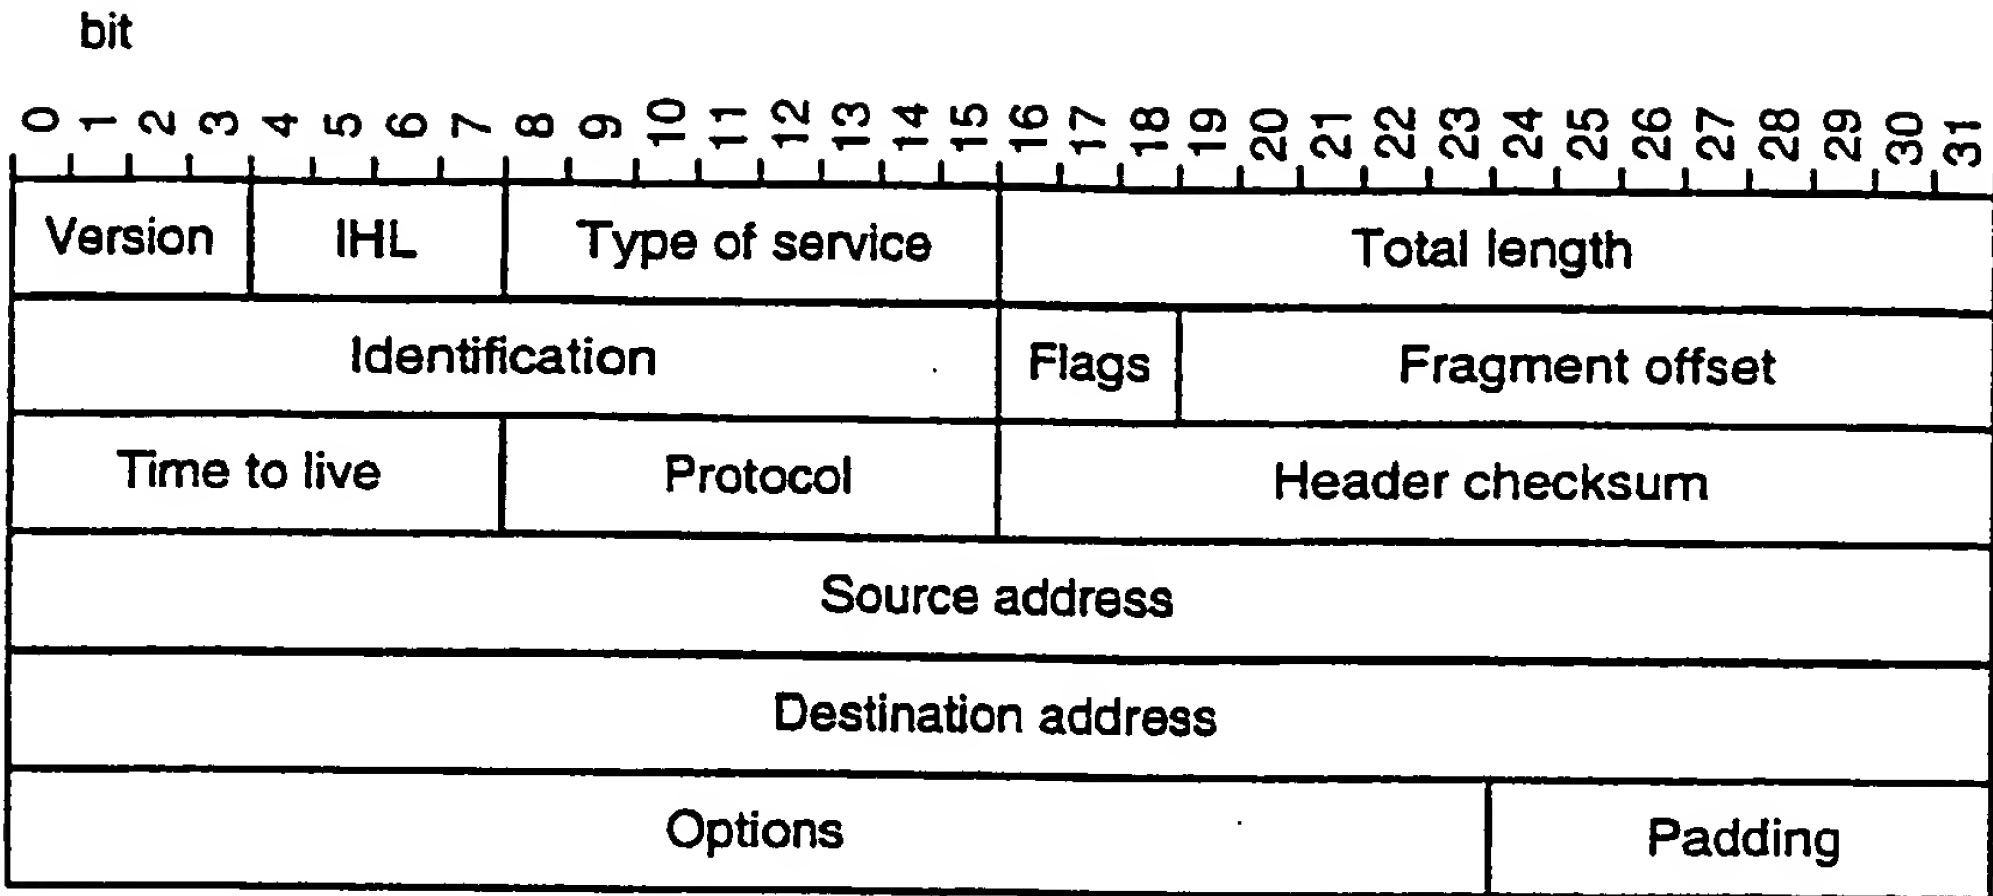 bit
0 1 2 3 4 5 6 7 8 9 10 11 12 13 14 15 16 17 18 19 20 21 22 23 24 25 26 27 28 29 30 31
Version IHL Type of service Total length
Identification Flags Fragment offset
Time to live Protocol Header checksum
Source address
Destination address
Options Padding